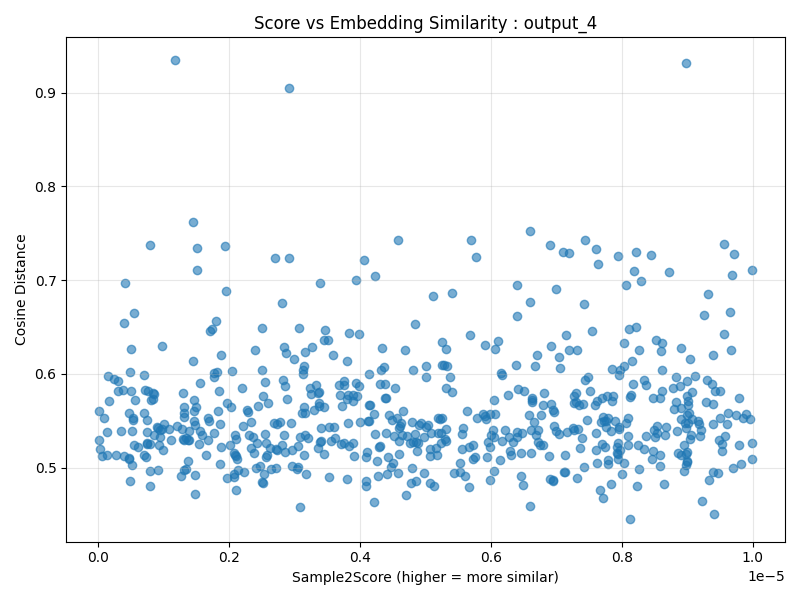 Score vs Embedding Similarity : output_4
Cosine Distance
0.9
0.8
0.7
0.6
0.5
0.0 0.2 0.4 0.6 0.8 1.0
1e−5
Sample2Score (higher = more similar)